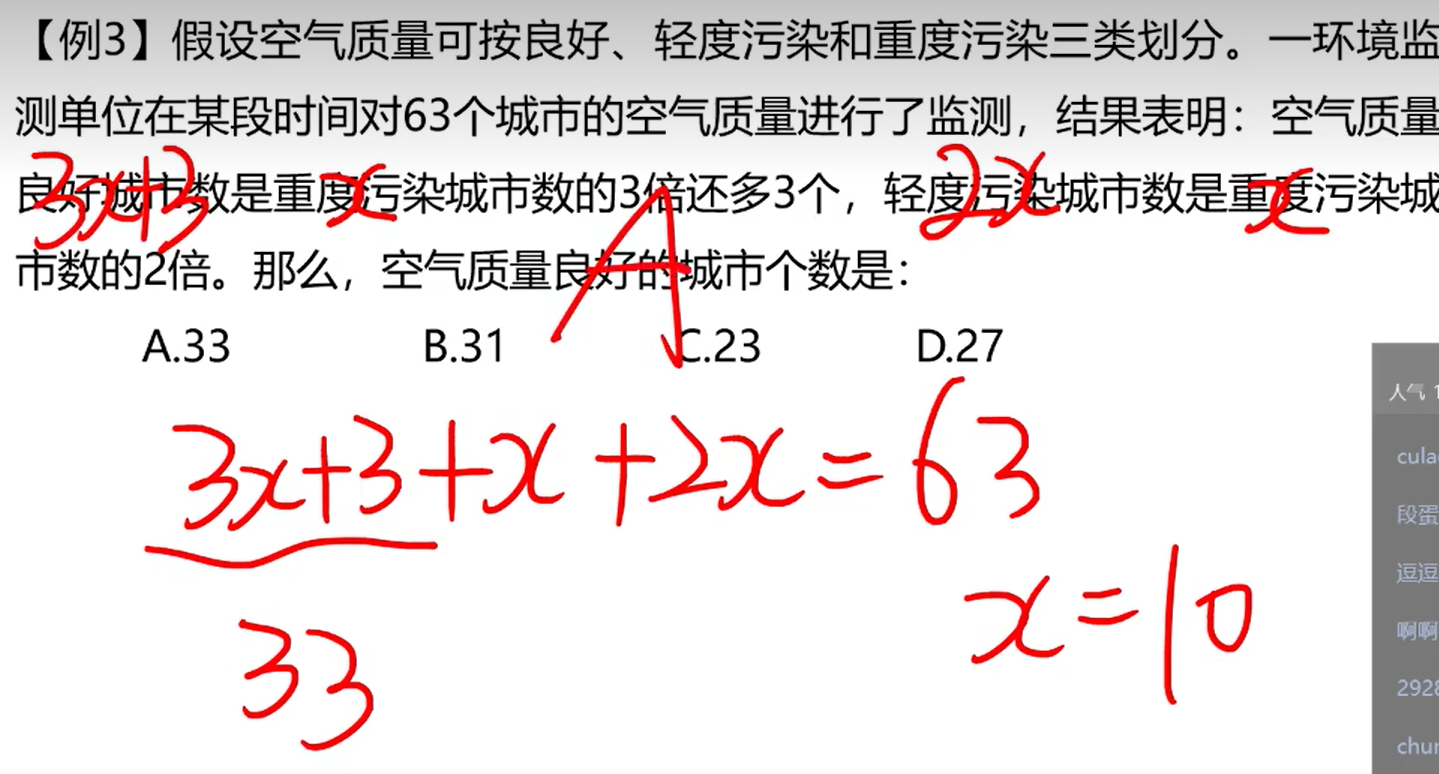 【例3】假设空气质量可按良好、轻度污染和重度污染三类划分。一环境监
测单位在某段时间对63个城市的空气质量进行了监测，结果表明：空气质量
3x+3 x 2x x
良好城市数是重度污染城市数的3倍还多3个，轻度污染城市数是重度污染城
市数的2倍。那么，空气质量良好的城市个数是：
A
A.33 B.31 C.23 D.27
3x+3+x+2x=63
x=10
33
人气 1
cula
段蛋
逗逗
啊啊
2928